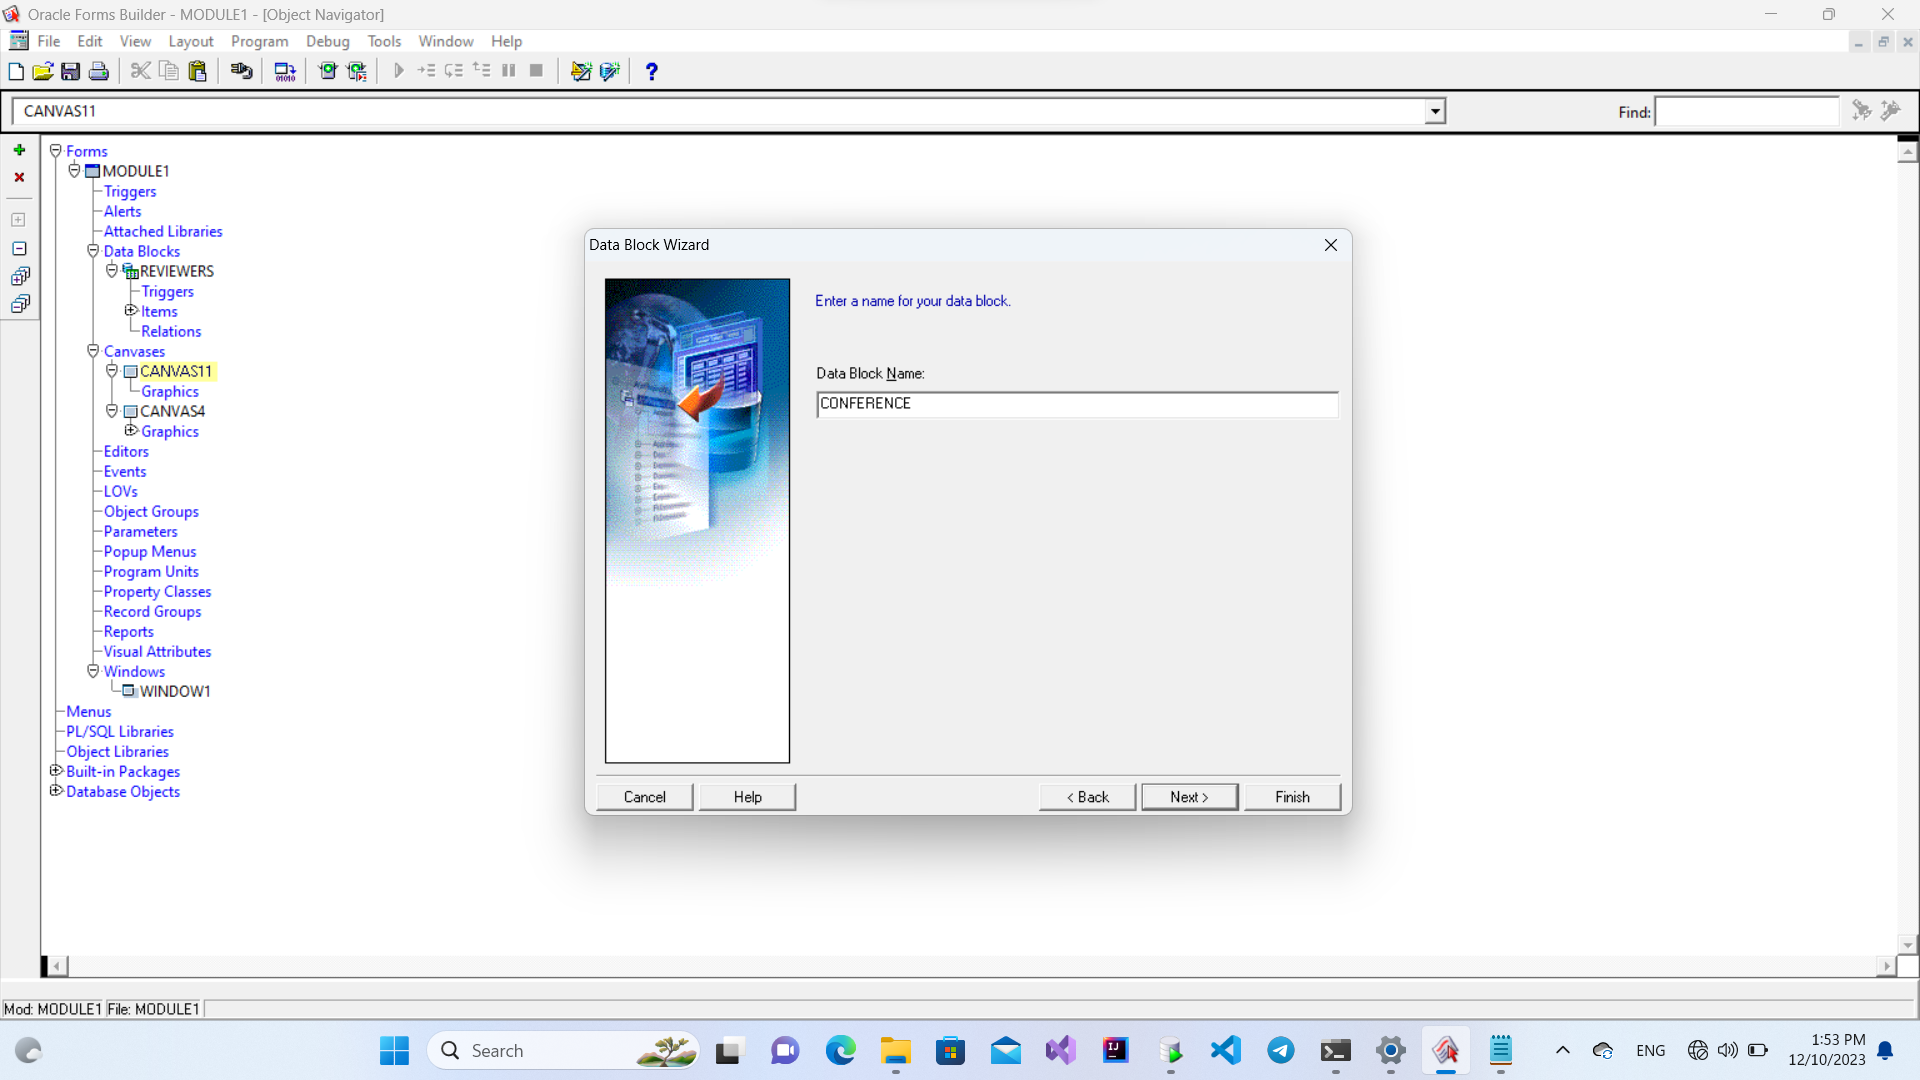 Oracle Forms Builder - MODULE1 - [Object Navigator]
File Edit View Layout Program Debug Tools Window Help
CANVAS11
Find:
Forms
MODULE1
Triggers
Alerts
Attached Libraries
Data Blocks
REVIEWERS
Triggers
Items
Relations
Canvases
CANVAS11
Graphics
CANVAS4
Graphics
Editors
Events
LOVs
Object Groups
Parameters
Popup Menus
Program Units
Property Classes
Record Groups
Reports
Visual Attributes
Windows
WINDOW1
Menus
PL/SQL Libraries
Object Libraries
Built-in Packages
Database Objects
Data Block Wizard
Enter a name for your data block.
Data Block Name:
CONFERENCE
Cancel Help < Back Next > Finish
Mod: MODULE1 File: MODULE1
Search
ENG
1:53 PM
12/10/2023